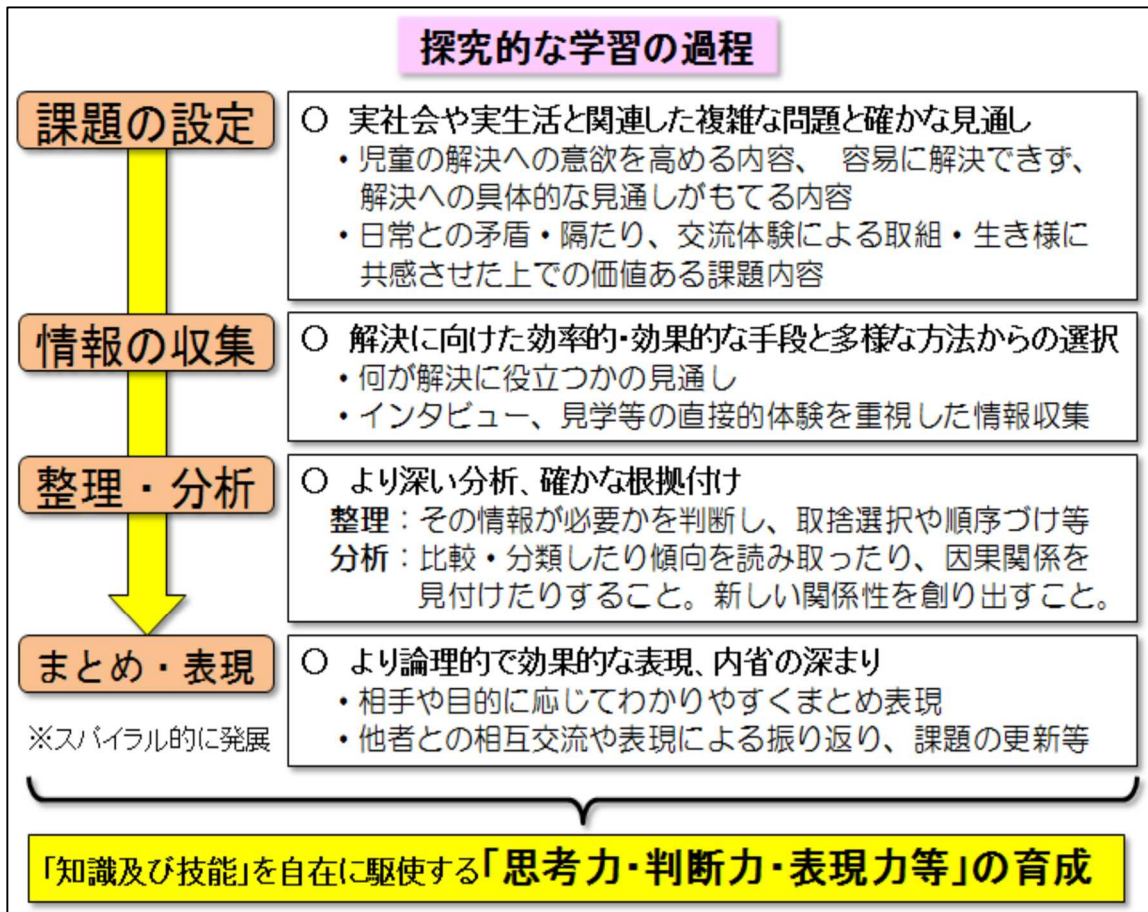 探究的な学習の過程
課題の設定
○ 実社会や実生活と関連した複雑な問題と確かな見通し
・児童の解決への意欲を高める内容、 容易に解決できず、
解決への具体的な見通しがもてる内容
・日常との矛盾・隔たり、交流体験による取組・生き様に
共感させた上での価値ある課題内容
情報の収集
○ 解決に向けた効率的・効果的な手段と多様な方法からの選択
・何が解決に役立つかの見通し
・インタビュー、見学等の直接的体験を重視した情報収集
整理・分析
○ より深い分析、確かな根拠付け
整理：その情報が必要かを判断し、取捨選択や順序づけ等
分析：比較・分類したり傾向を読み取ったり、因果関係を
見付けたりすること。新しい関係性を創り出すこと。
まとめ・表現
※スパイラル的に発展
○ より論理的で効果的な表現、内省の深まり
・相手や目的に応じてわかりやすくまとめ表現
・他者との相互交流や表現による振り返り、課題の更新等
「知識及び技能」を自在に駆使する「思考力・判断力・表現力等」の育成